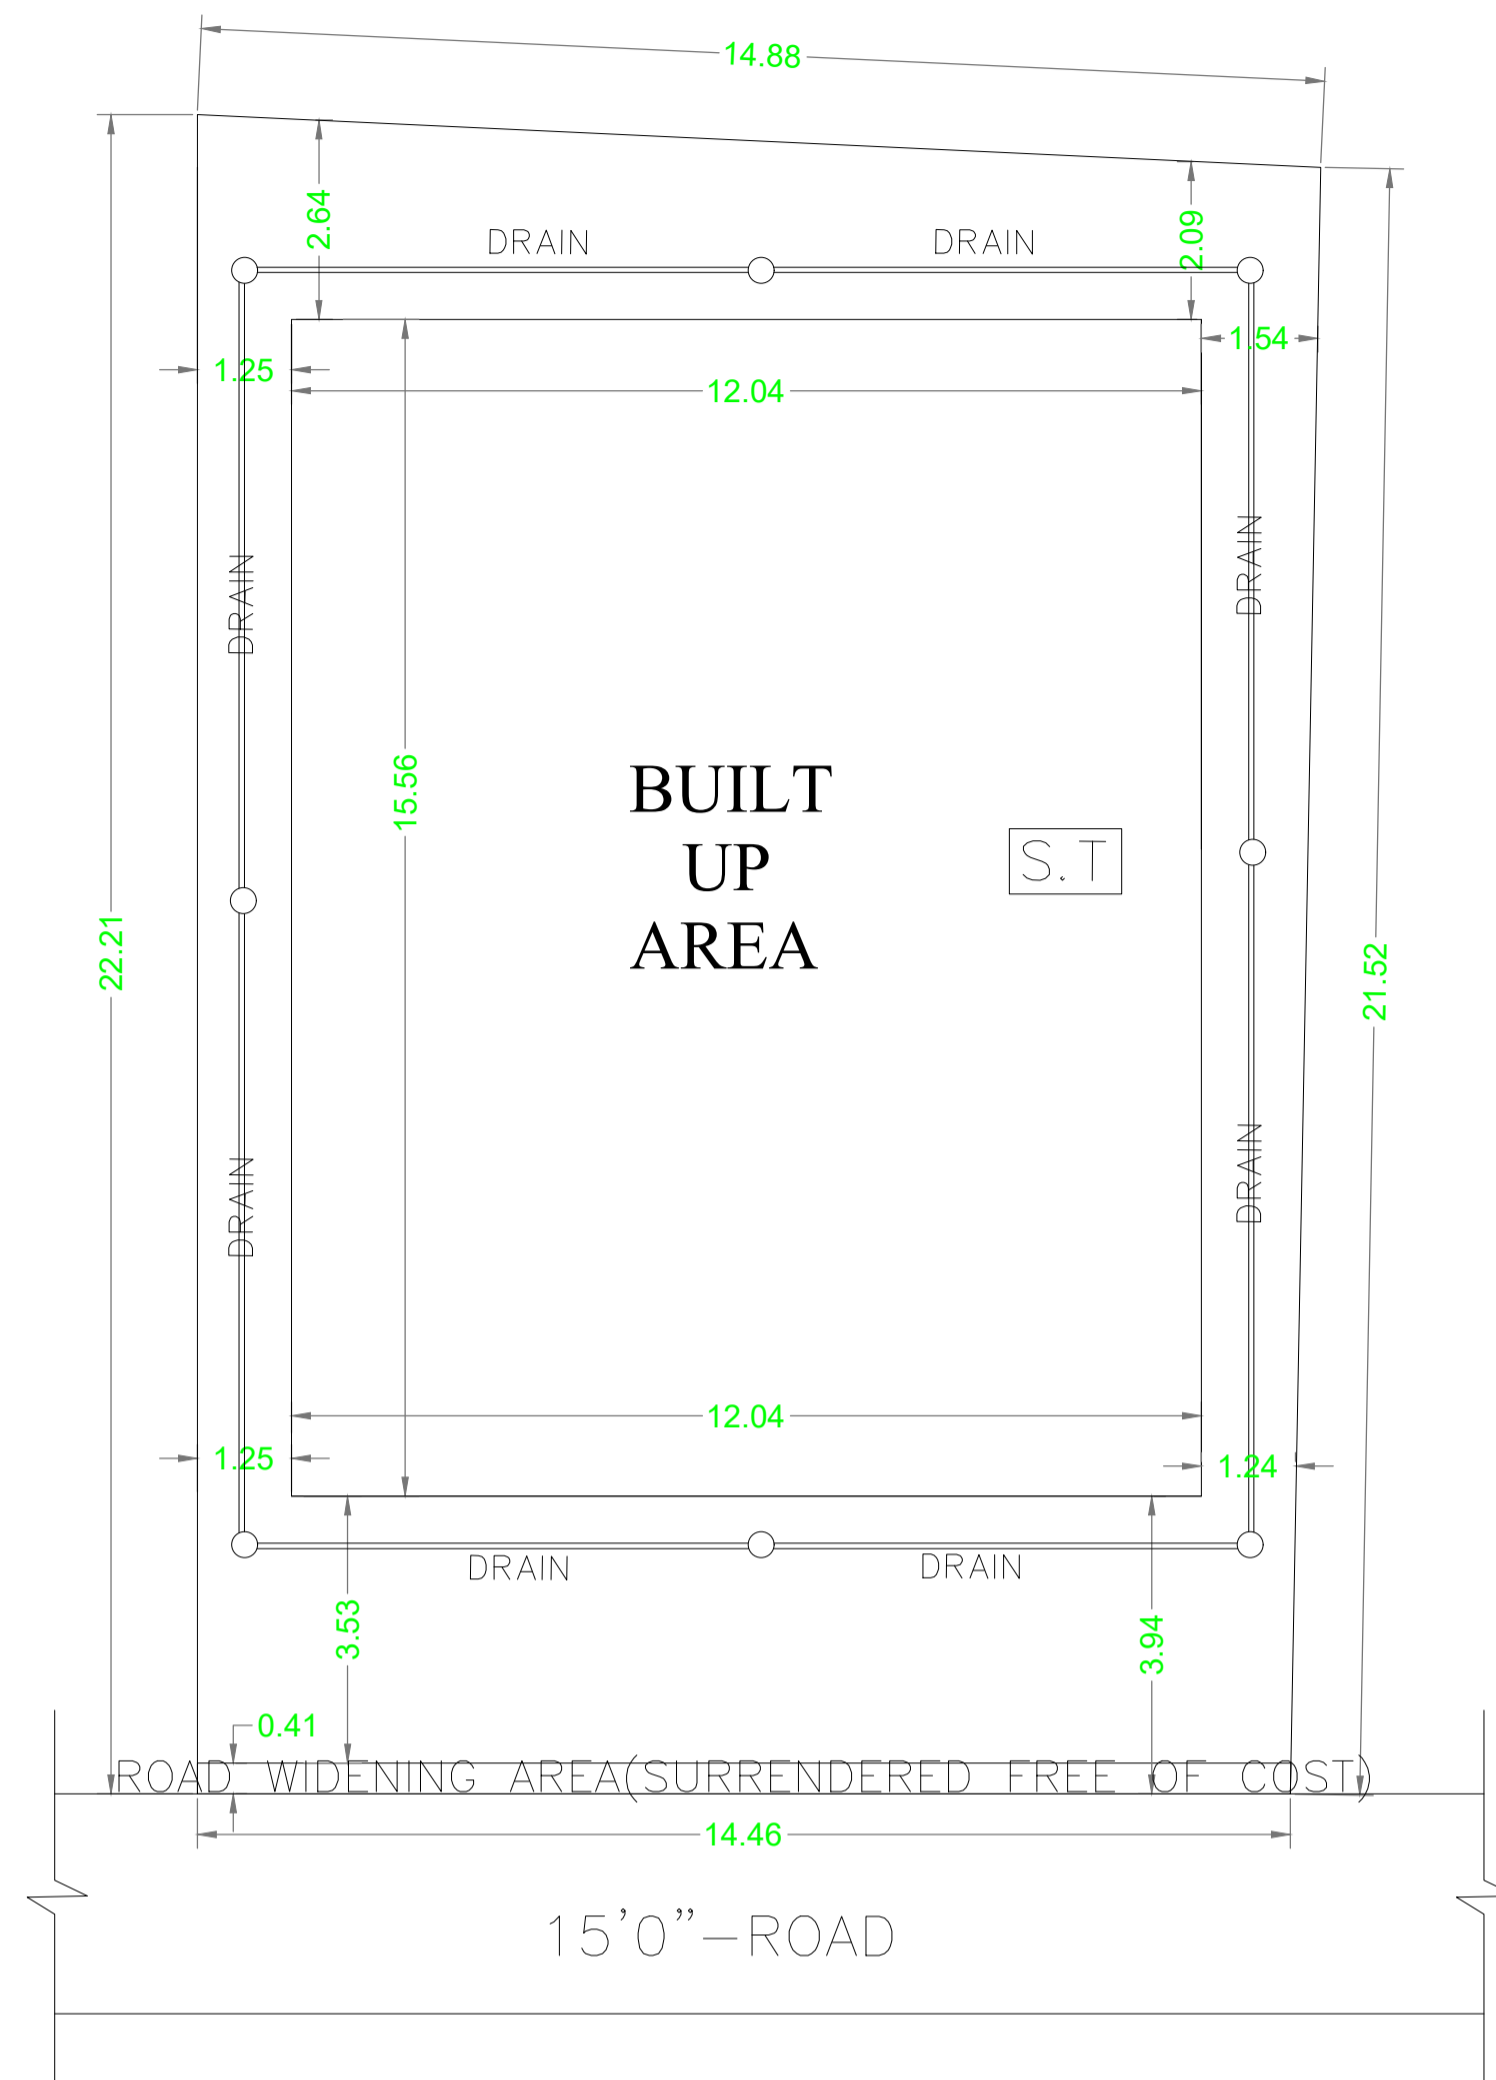 14.88
2.64
DRAIN
DRAIN
2.09
1.54
1.25
12.04
DRAIN
DRAIN
15.56
BUILT
UP
AREA
S.T
22.21
21.52
DRAIN
DRAIN
12.04
1.25
1.24
DRAIN
DRAIN
3.53
3.94
0.41
ROAD WIDENING AREA(SURRENDERED FREE OF COST)
14.46
15'0"-ROAD